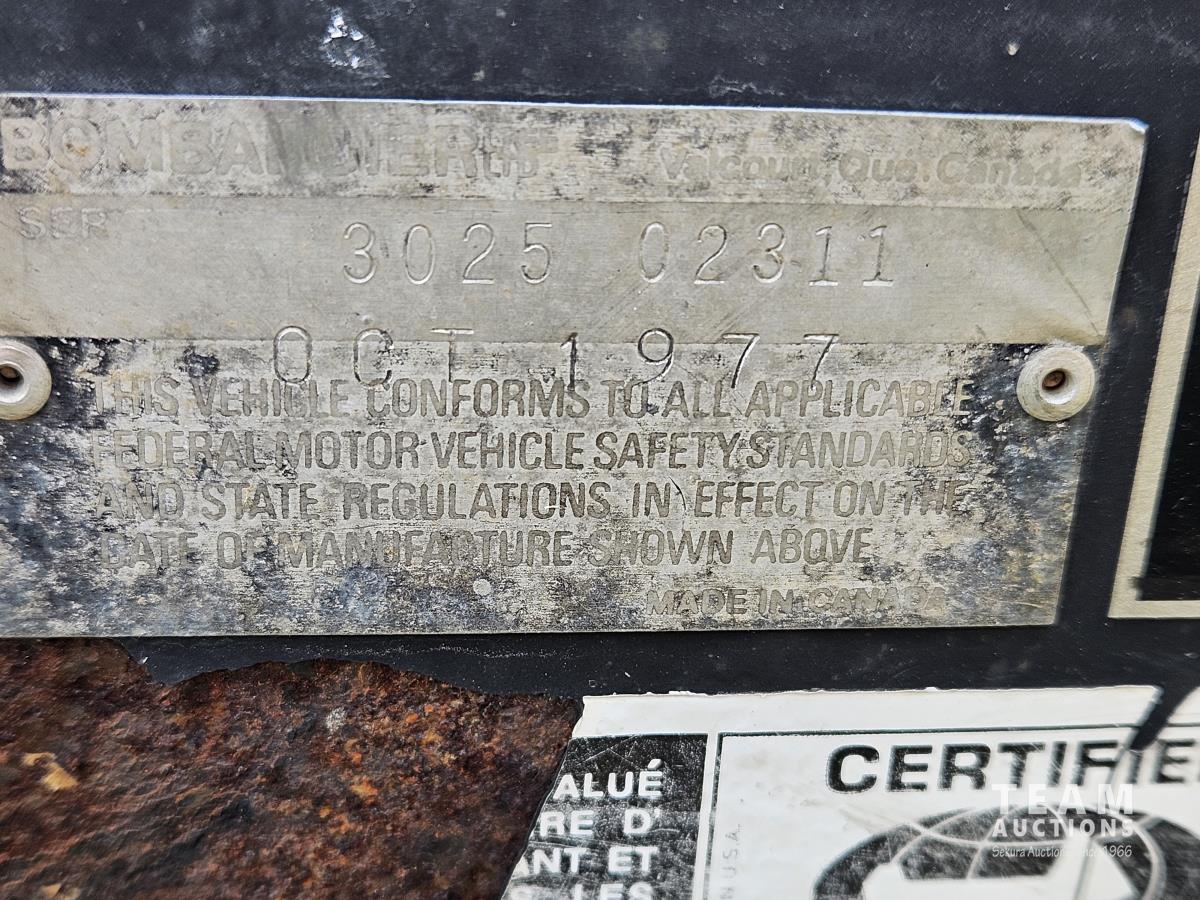 BOMBARDIER Ltée Valcourt, Que. Canada
SER
3025 02311
OCT 1977
THIS VEHICLE CONFORMS TO ALL APPLICABLE
FEDERAL MOTOR VEHICLE SAFETY STANDARDS
AND STATE REGULATIONS IN EFFECT ON THE
DATE OF MANUFACTURE SHOWN ABOVE
MADE IN CANADA
ALUÉ
RE D'
ANT ET
LES
N U.S.A.
CERTIFIE
TEAM
AUCTIONS
Sekura Auctions Since 1966